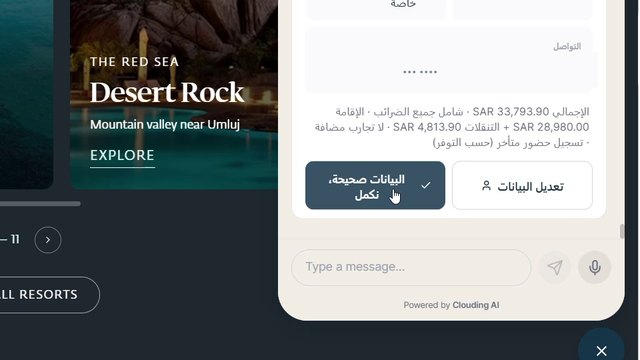 THE RED SEA
Desert Rock
Mountain valley near Umluj
EXPLORE
11
ALL RESORTS
خاصة
التواصل
الإجمالي 33,793.90 SAR · شامل جميع الضرائب · الإقامة
28,980.00 SAR + التنقلات 4,813.90 SAR · لا تجارب مضافة
· تسجيل حضور متأخر (حسب التوفر)
البيانات صحيحة،
نكمل
تعديل البيانات
Type a message...
Powered by Clouding AI